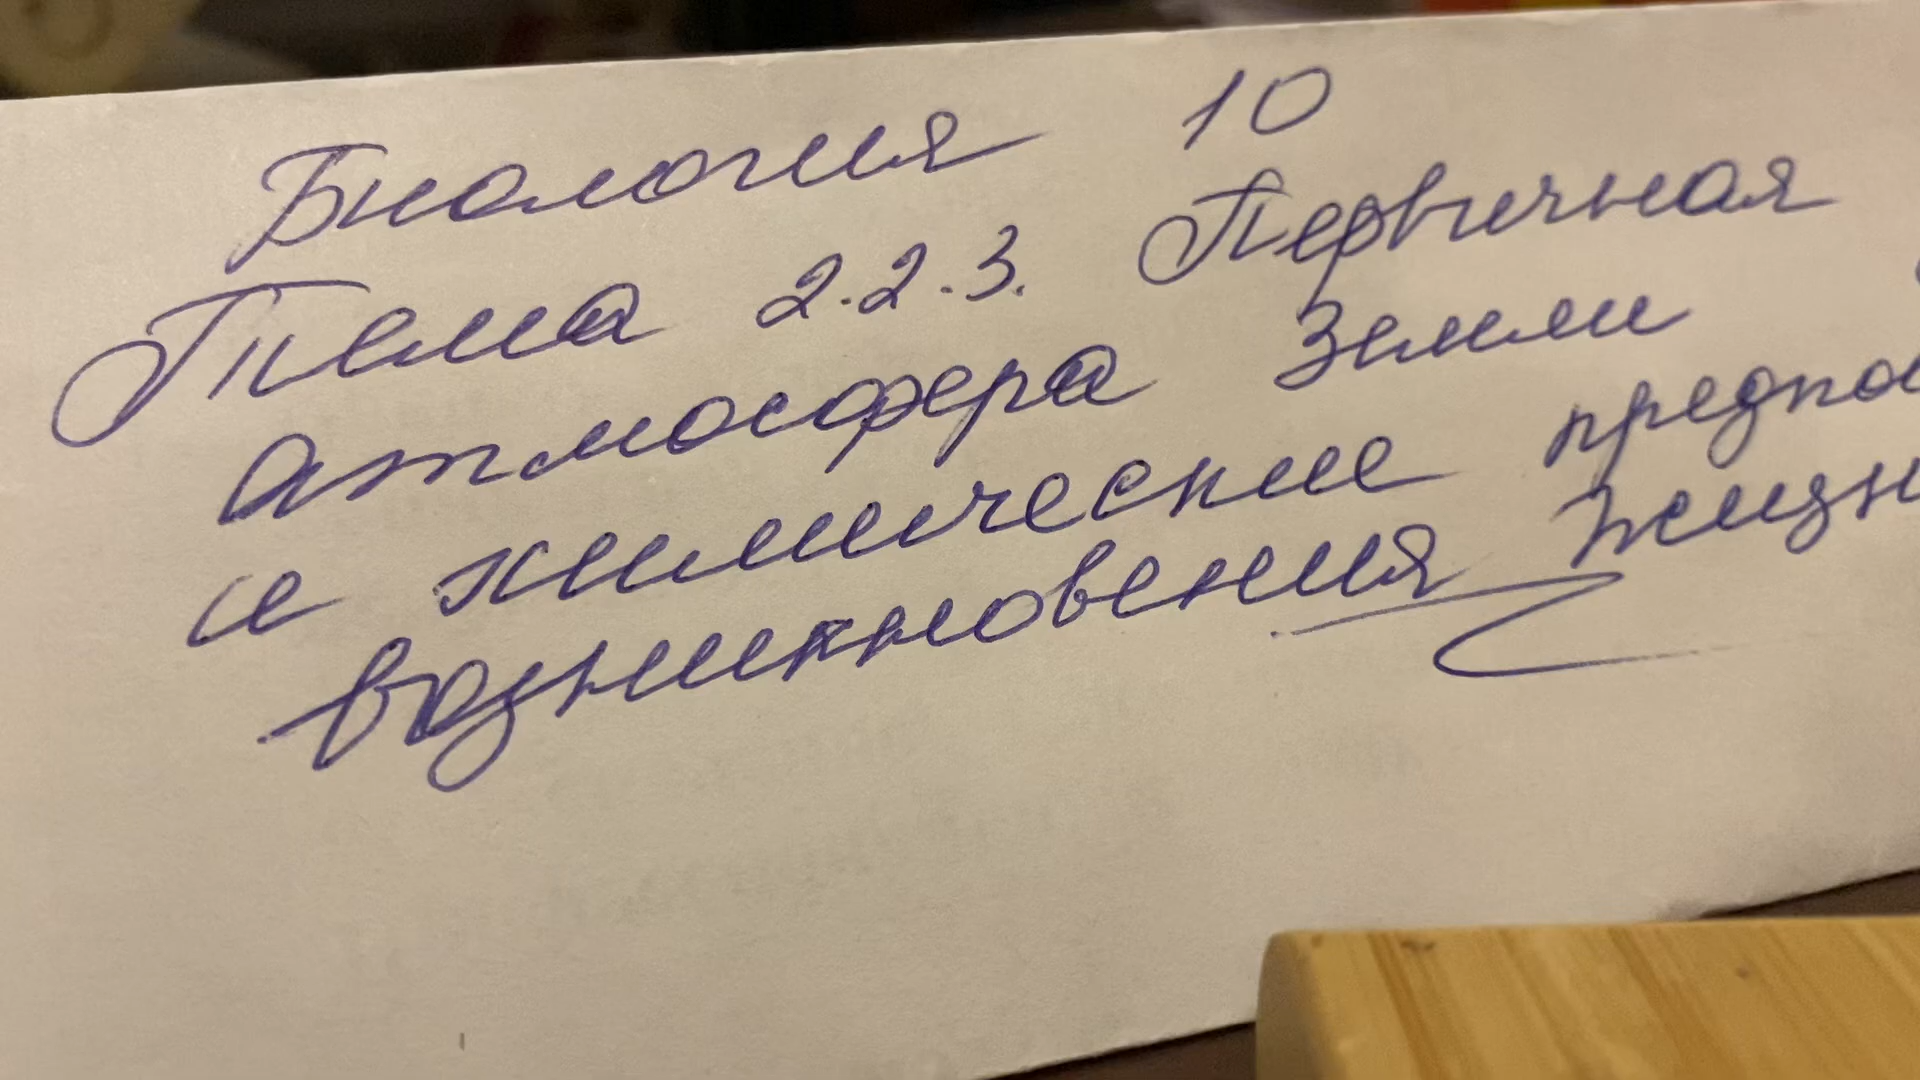 Биология 10
Тема 2.2.3. Первичная
атмосфера Земли
и химические предпо
возникновения жизн